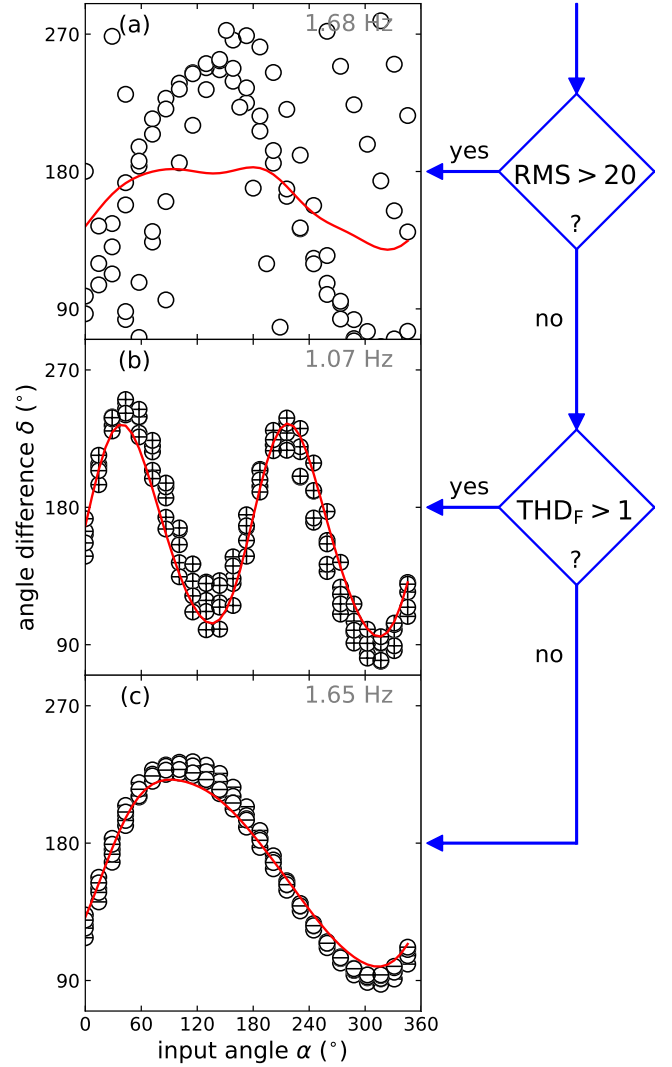 (a)
1.68 Hz
270
180
90
yes
RMS > 20
?
no
(b)
1.07 Hz
270
180
90
angle difference δ (°)
yes
THD_F > 1
?
no
(c)
1.65 Hz
270
180
90
0 60 120 180 240 300 360
input angle α (°)